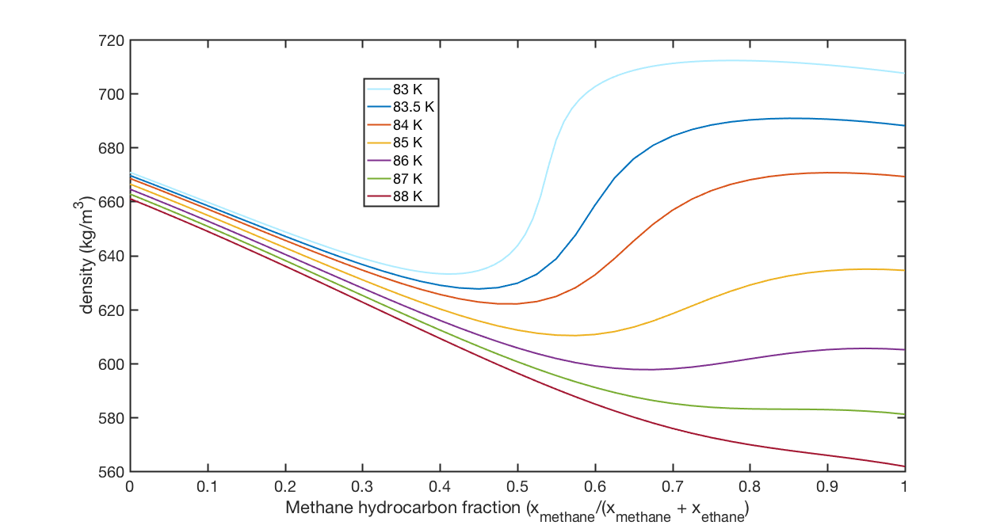 720
700
680
660
640
620
600
580
560
density (kg/m3)
83 K
83.5 K
84 K
85 K
86 K
87 K
88 K
0 0.1 0.2 0.3 0.4 0.5 0.6 0.7 0.8 0.9 1
Methane hydrocarbon fraction (xmethane/(xmethane + xethane)